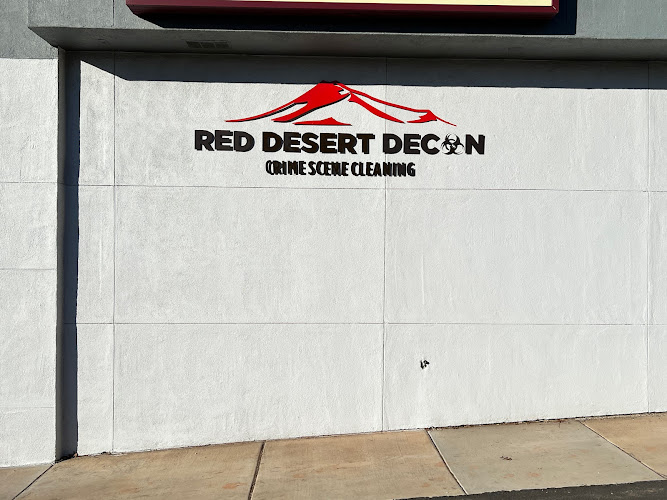 RED DESERT DECON
CRIME SCENE CLEANING